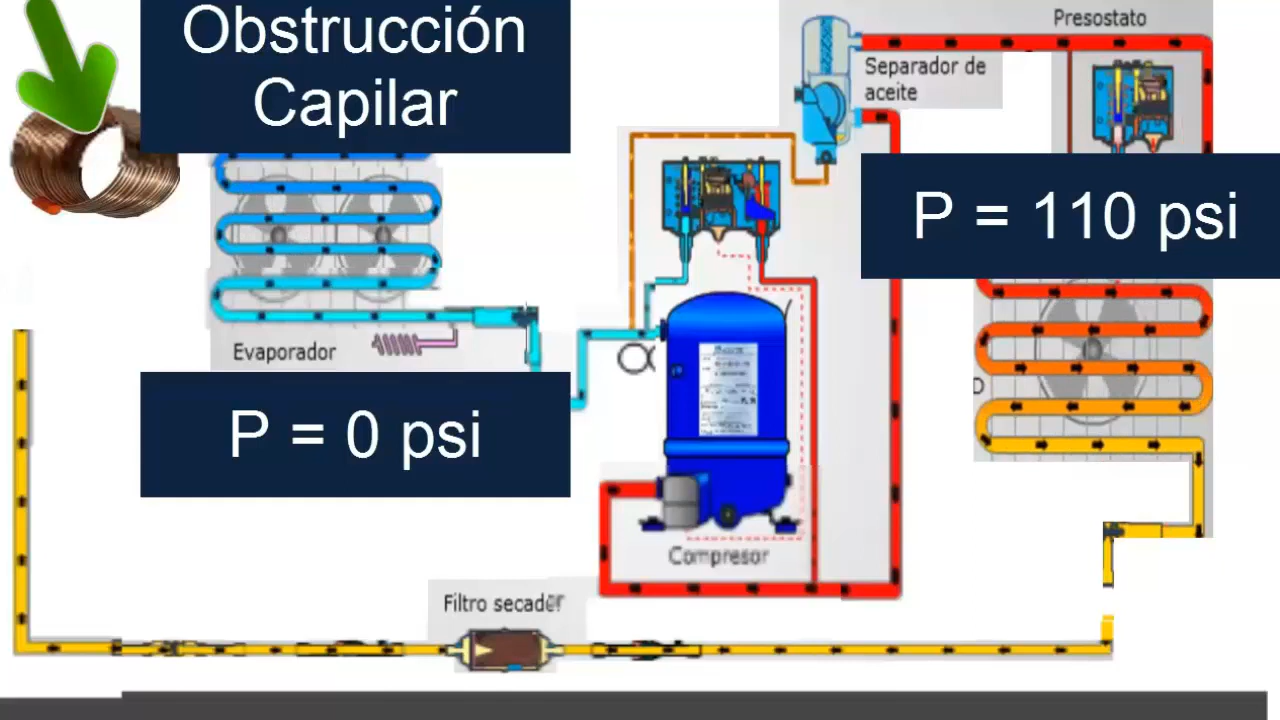 Obstrucción
Capilar
Presostato
Separador de
aceite
P = 110 psi
Evaporador
P = 0 psi
Compresor
Filtro secador